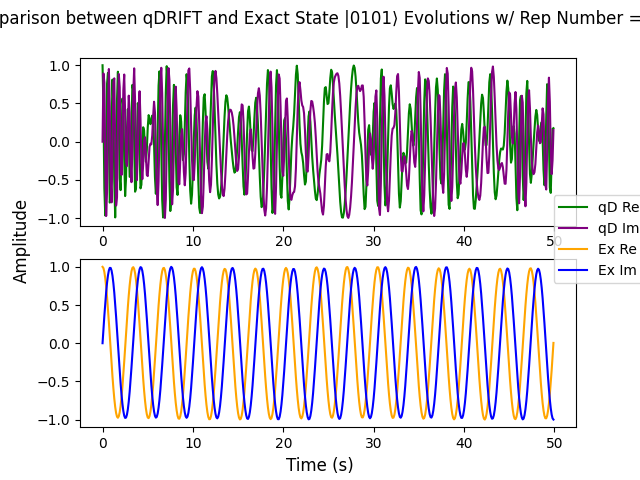 parison between qDRIFT and Exact State |0101⟩ Evolutions w/ Rep Number =
1.0
0.5
0.0
−0.5
−1.0
0 10 20 30 40 50
qD Re
qD Im
Ex Re
Ex Im
Amplitude
1.0
0.5
0.0
−0.5
−1.0
0 10 20 30 40 50
Time (s)